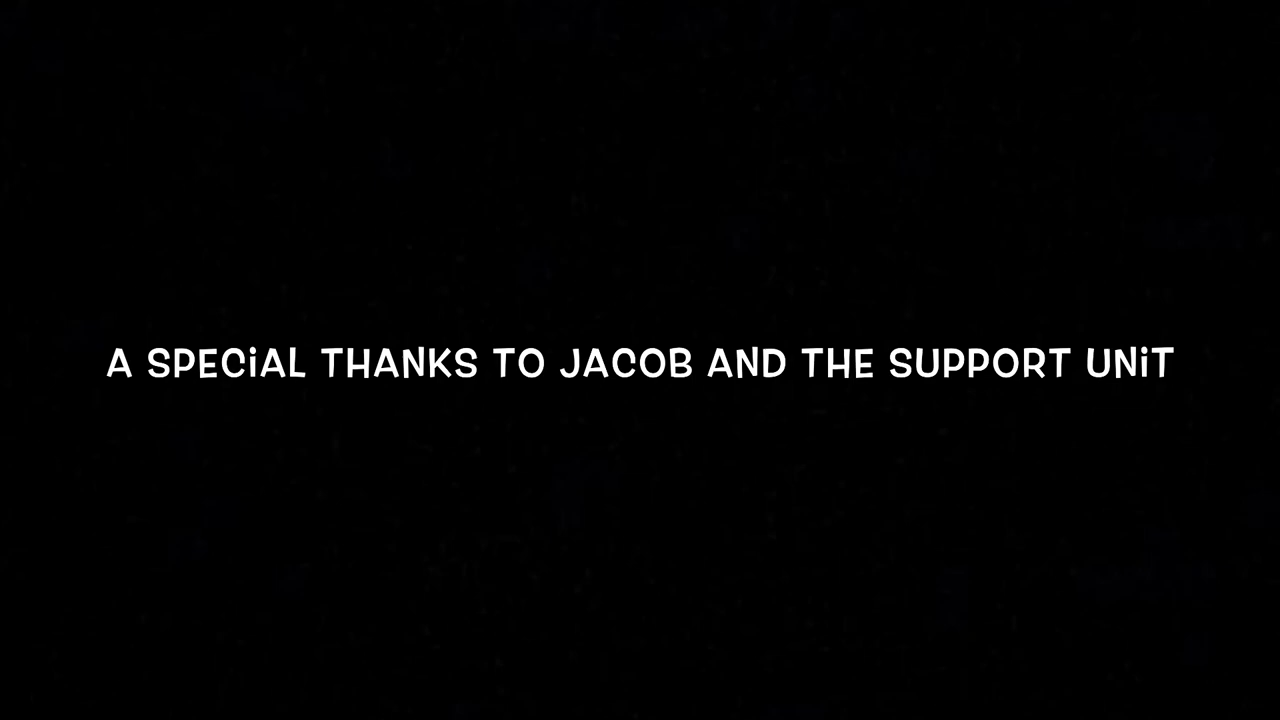 A SPECiAL THANKS TO JACOB AND THE SUPPORT UNiT